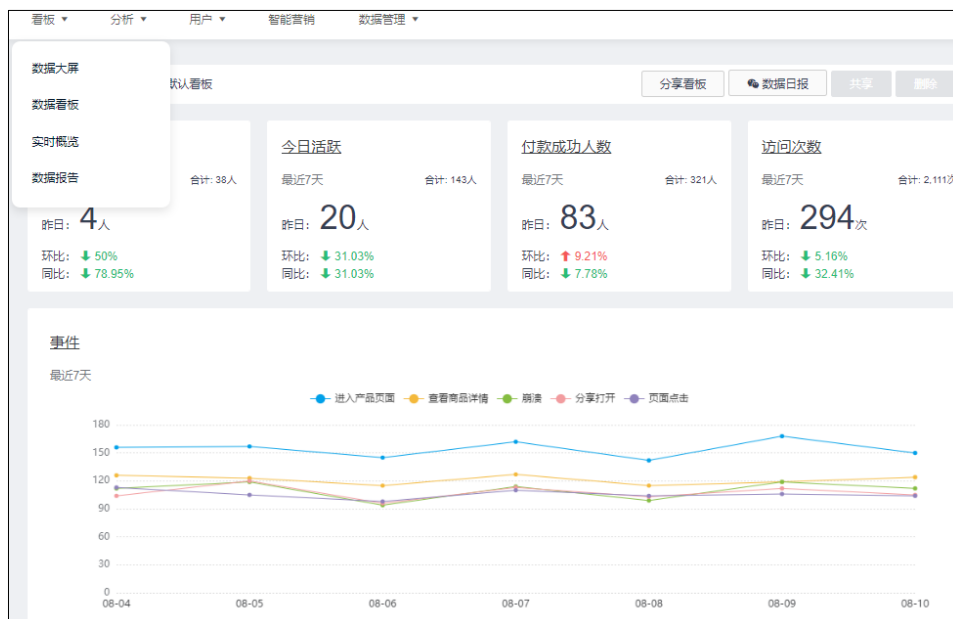 看板 ▼ 分析 ▼ 用户 ▼ 智能营销 数据管理 ▼
数据大屏
数据看板
实时概览
数据报告
默认看板 分享看板 数据日报 共享 删除
今日活跃 付款成功人数 访问次数
合计: 38人 最近7天 合计: 143人 最近7天 合计: 321人 最近7天 合计: 2,111次
昨日: 4人 昨日: 20人 昨日: 83人 昨日: 294次
环比: ⬇ 50% 环比: ⬇ 31.03% 环比: ⬆ 9.21% 环比: ⬇ 5.16%
同比: ⬇ 78.95% 同比: ⬇ 31.03% 同比: ⬇ 7.78% 同比: ⬇ 32.41%
事件
最近7天
进入产品页面 查看商品详情 崩溃 分享打开 页面点击
180
150
120
90
60
30
0
08-04 08-05 08-06 08-07 08-08 08-09 08-10